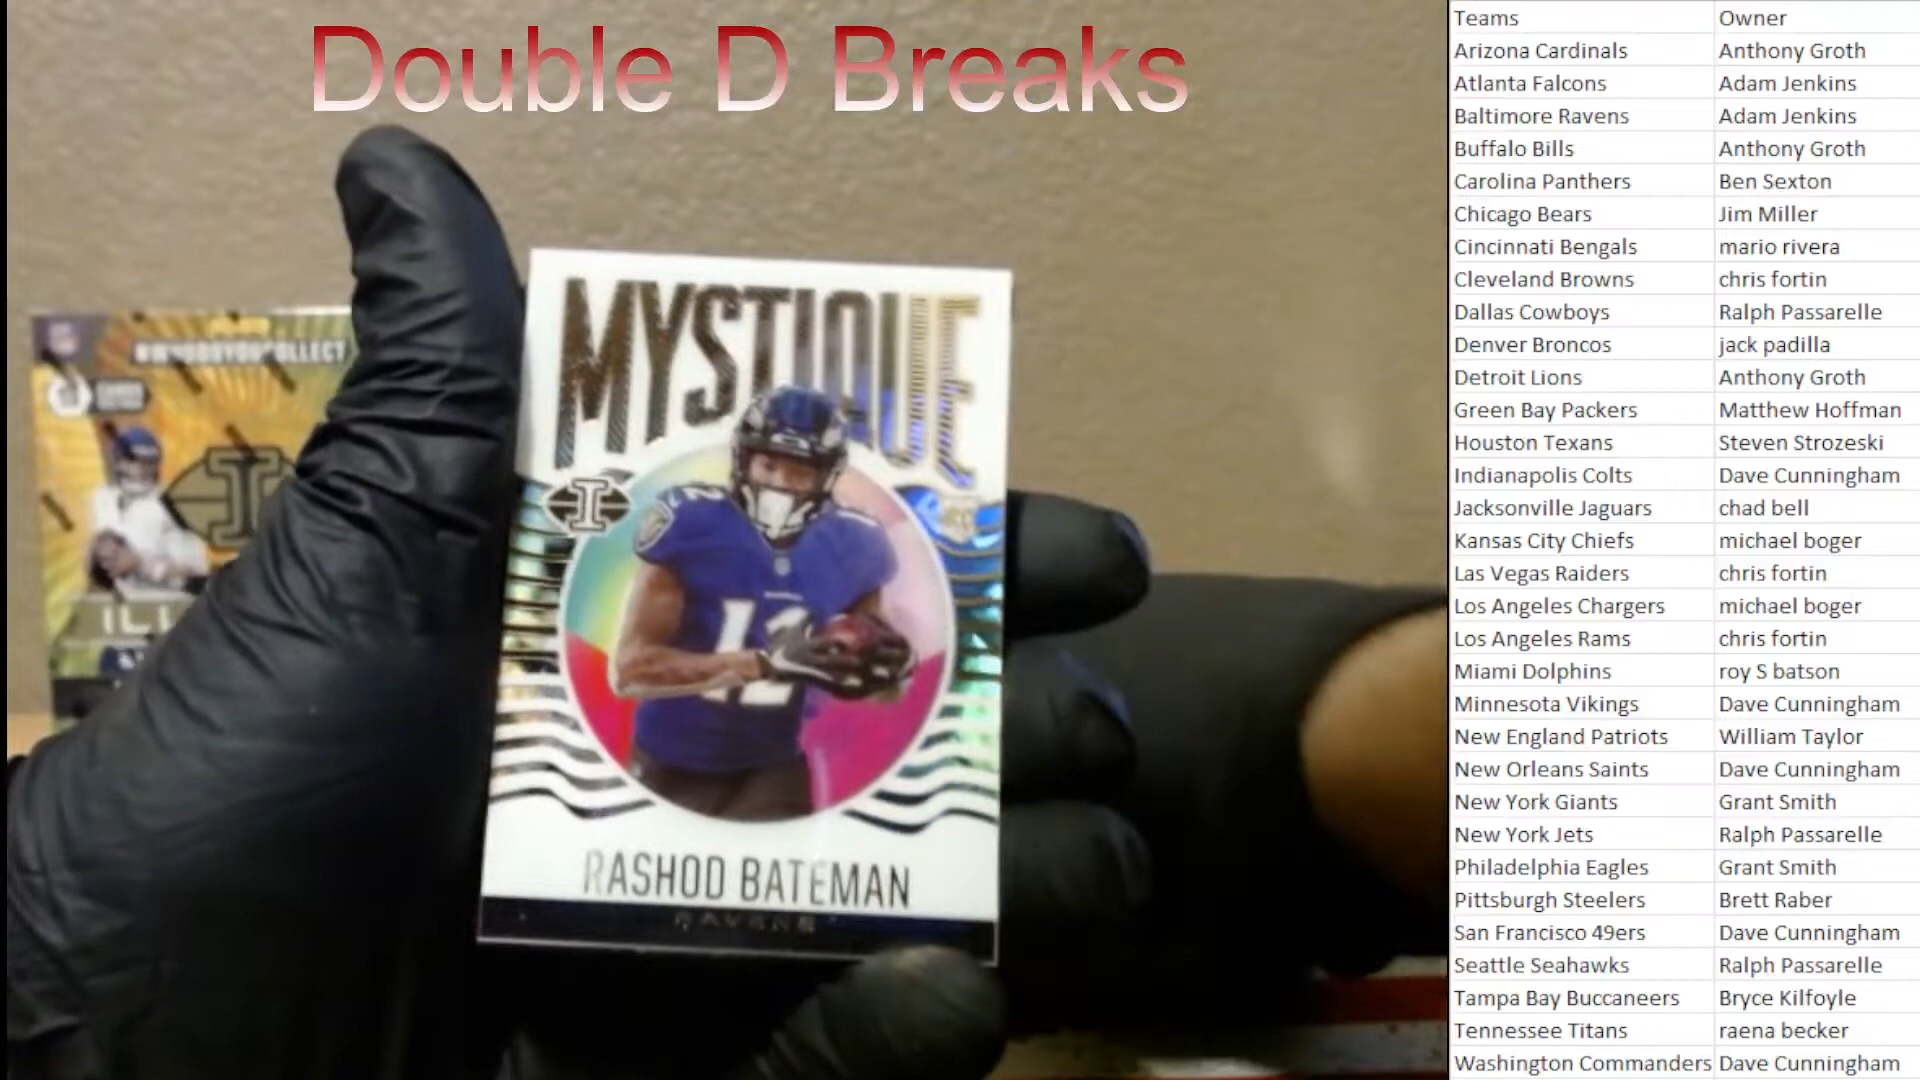 Double D Breaks
#WHODOYOUCOLLECT
MYSTIQUE
I
I
12
12
RASHOD BATEMAN
RAVENS
Teams Owner
Arizona Cardinals Anthony Groth
Atlanta Falcons Adam Jenkins
Baltimore Ravens Adam Jenkins
Buffalo Bills Anthony Groth
Carolina Panthers Ben Sexton
Chicago Bears Jim Miller
Cincinnati Bengals mario rivera
Cleveland Browns chris fortin
Dallas Cowboys Ralph Passarelle
Denver Broncos jack padilla
Detroit Lions Anthony Groth
Green Bay Packers Matthew Hoffman
Houston Texans Steven Strozeski
Indianapolis Colts Dave Cunningham
Jacksonville Jaguars chad bell
Kansas City Chiefs michael boger
Las Vegas Raiders chris fortin
Los Angeles Chargers michael boger
Los Angeles Rams chris fortin
Miami Dolphins roy S batson
Minnesota Vikings Dave Cunningham
New England Patriots William Taylor
New Orleans Saints Dave Cunningham
New York Giants Grant Smith
New York Jets Ralph Passarelle
Philadelphia Eagles Grant Smith
Pittsburgh Steelers Brett Raber
San Francisco 49ers Dave Cunningham
Seattle Seahawks Ralph Passarelle
Tampa Bay Buccaneers Bryce Kilfoyle
Tennessee Titans raena becker
Washington Commanders Dave Cunningham